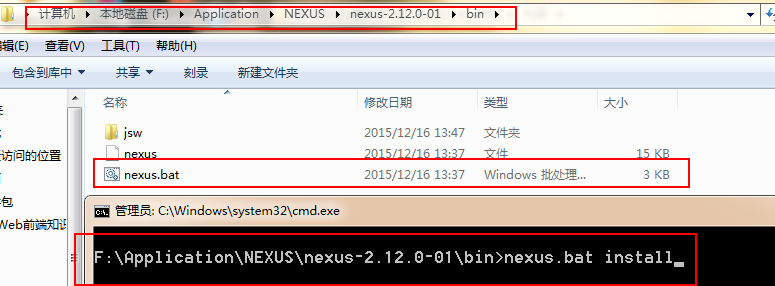 计算机 本地磁盘 (F:) Application NEXUS nexus-2.12.0-01 bin
编辑(E) 查看(V) 工具(T) 帮助(H)
包含到库中 共享 刻录 新建文件夹
名称 修改日期 类型 大小
jsw 2015/12/16 13:47 文件夹
nexus 2015/12/16 13:37 文件 15 KB
访问的位置
nexus.bat 2015/12/16 13:37 Windows 批处理... 3 KB
管理员: C:\Windows\system32\cmd.exe
Web前端知识
F:\Application\NEXUS\nexus-2.12.0-01\bin>nexus.bat install_